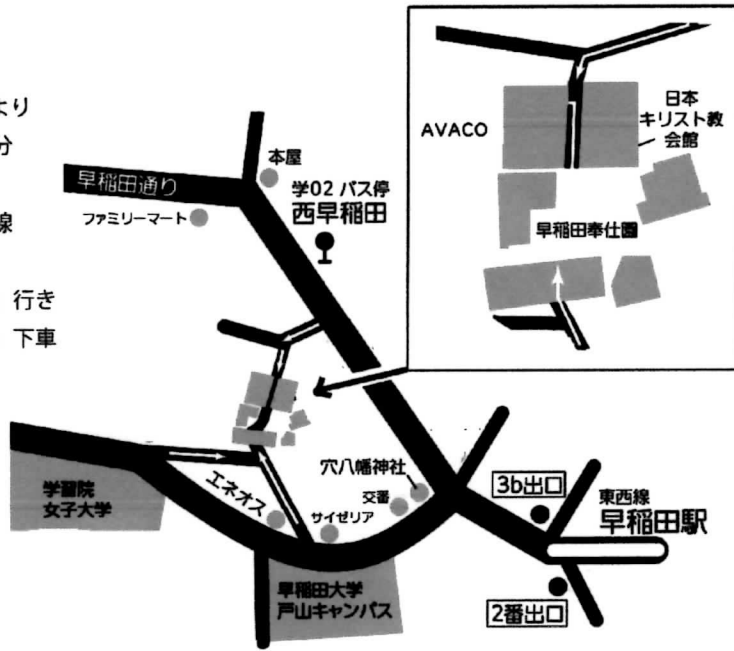 より
分
線
行き
下車
早稲田通り
本屋
ファミリーマート
学02 バス停
西早稲田
AVACO
日本
キリスト教
会館
早稲田奉仕園
学習院
女子大学
エネオス
サイゼリア
交番
穴八幡神社
早稲田大学
戸山キャンパス
3b出口
東西線
早稲田駅
2番出口